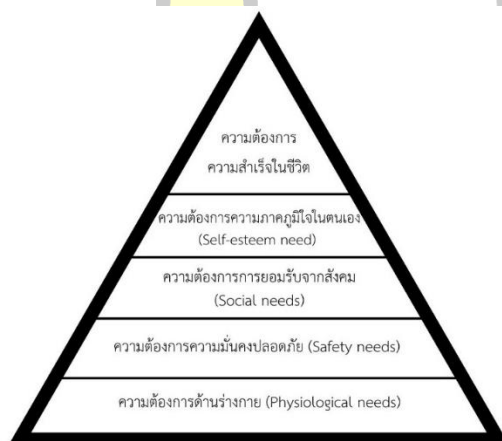 ความต้องการ
ความสำเร็จในชีวิต
ความต้องการความภาคภูมิใจในตนเอง
(Self-esteem need)
ความต้องการการยอมรับจากสังคม
(Social needs)
ความต้องการความมั่นคงปลอดภัย (Safety needs)
ความต้องการด้านร่างกาย (Physiological needs)